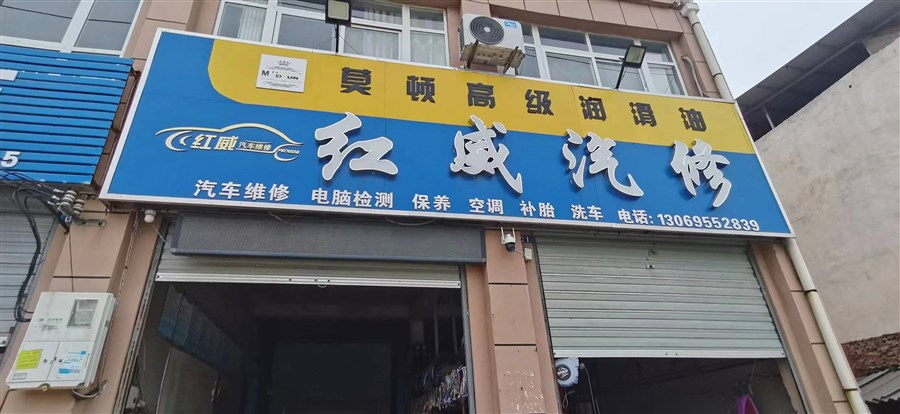 莫顿高级润滑油
红威汽修
红威 汽车维修
汽车维修 电脑检测 保养 空调 补胎 洗车 电话:13069552839
5